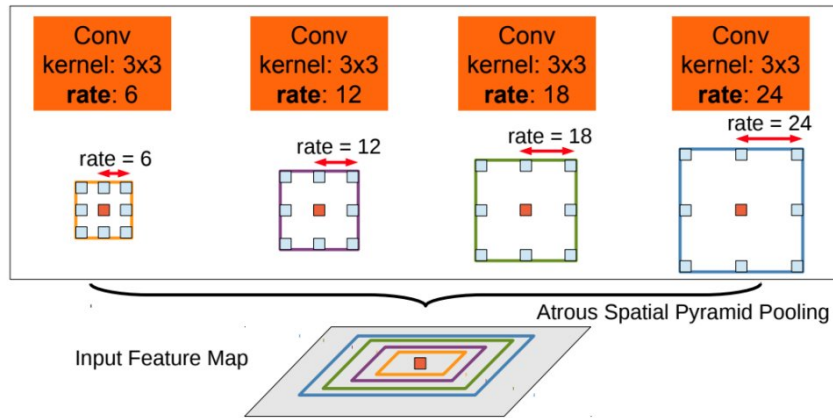 Conv
kernel: 3x3
rate: 6
Conv
kernel: 3x3
rate: 12
Conv
kernel: 3x3
rate: 18
Conv
kernel: 3x3
rate: 24
rate = 6
rate = 12
rate = 18
rate = 24
Atrous Spatial Pyramid Pooling
Input Feature Map